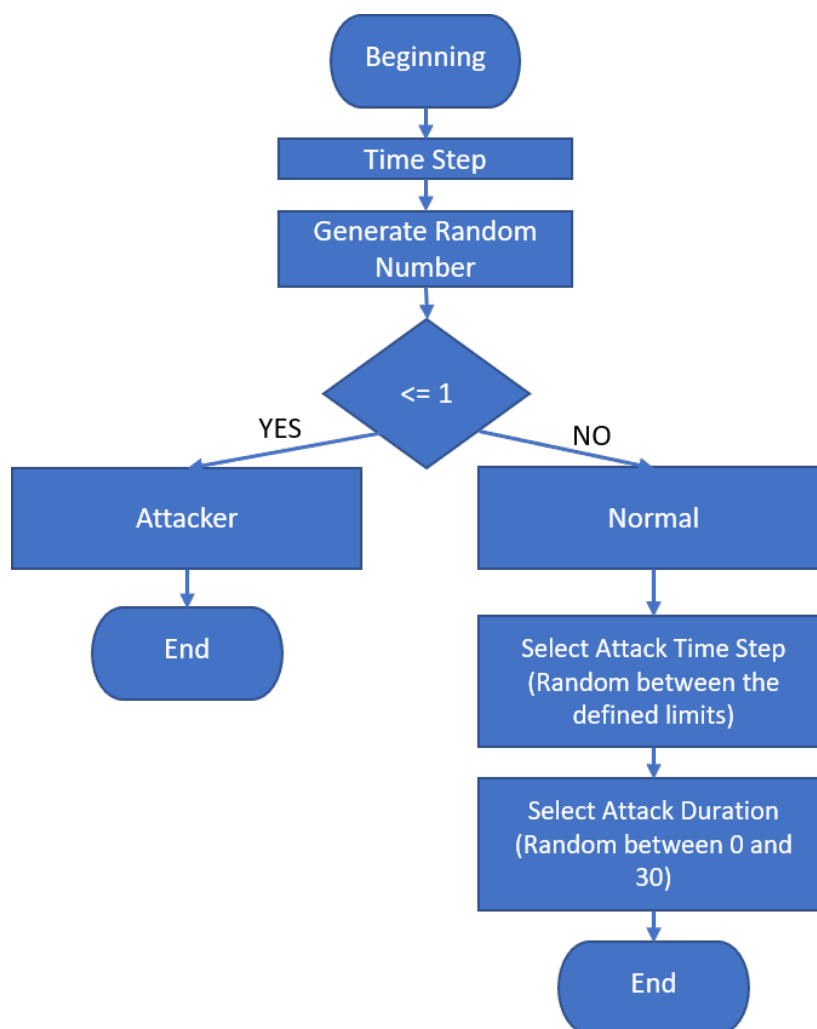 Beginning
Time Step
Generate Random
Number
<= 1
YES
NO
Attacker
Normal
End
Select Attack Time Step
(Random between the
defined limits)
Select Attack Duration
(Random between 0 and
30)
End